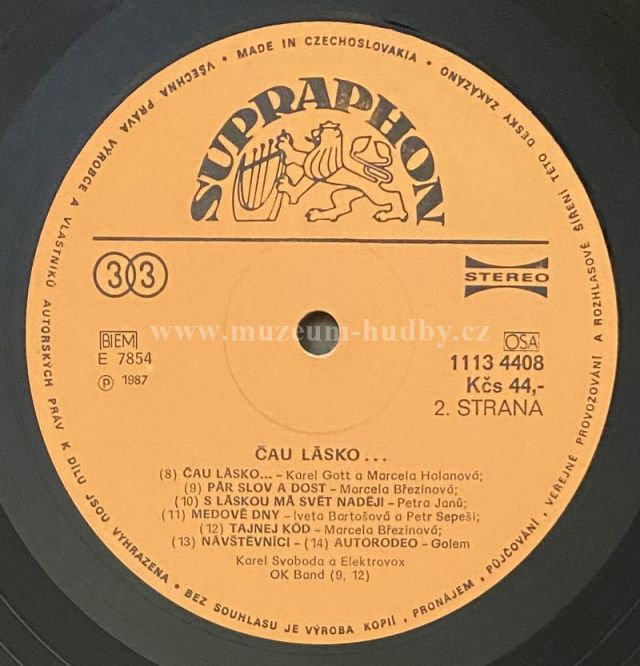 VŠECHNA PRÁVA VÝROBCE A VLASTNÍKŮ AUTORSKÝCH PRÁV K DÍLU JSOU VYHRAZENA • BEZ SOUHLASU JE VÝROBA KOPIÍ, PRONÁJEM, PŮJČOVÁNÍ, VEŘEJNÉ PROVOZOVÁNÍ A ROZHLASOVÉ ŠÍŘENÍ TÉTO DESKY ZAKÁZÁNO • MADE IN CZECHOSLOVAKIA •
SUPRAPHON
33
STEREO
www.muzeum-hudby.cz
BIEM
OSA
E 7854
1113 4408
Ⓟ 1987
Kčs 44,-
2. STRANA
ČAU LÁSKO...
(8) ČAU LÁSKO... – Karel Gott a Marcela Holanová;
(9) PÁR SLOV A DOST – Marcela Březinová;
(10) S LÁSKOU MÁ SVĚT NADĚJI – Petra Janů;
(11) MEDOVÉ DNY – Iveta Bartošová a Petr Sepeši;
(12) TAJNEJ KÓD – Marcela Březinová;
(13) NÁVŠTĚVNÍCI – (14) AUTORODEO – Golem
Karel Svoboda a Elektrovox
OK Band (9, 12)